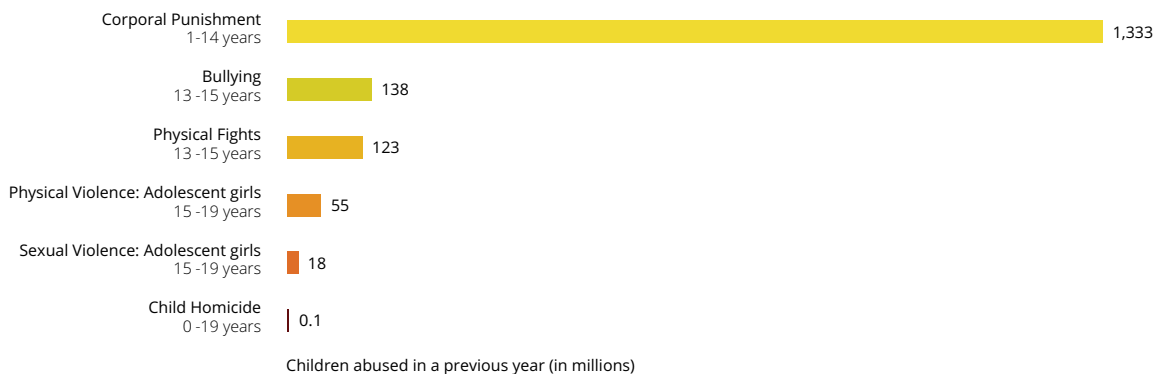 Corporal Punishment
1-14 years
1,333
Bullying
13 -15 years
138
Physical Fights
13 -15 years
123
Physical Violence: Adolescent girls
15 -19 years
55
Sexual Violence: Adolescent girls
15 -19 years
18
Child Homicide
0 -19 years
0.1
Children abused in a previous year (in millions)